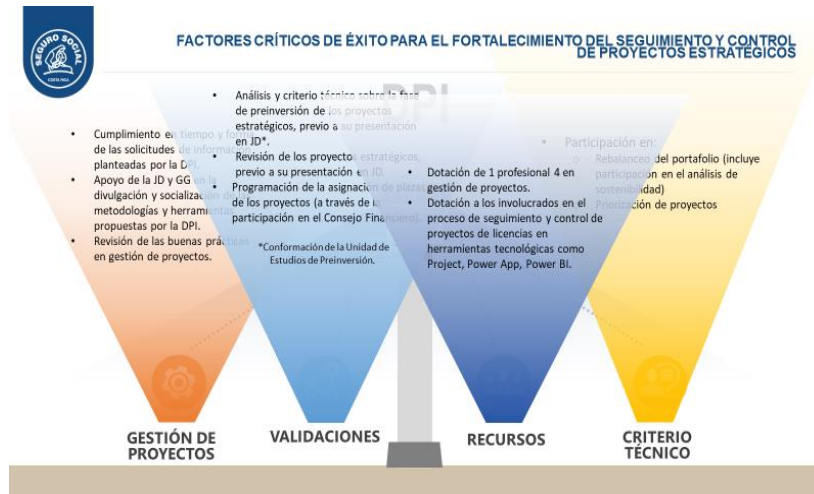 SEGURO SOCIAL
COSTA RICA
FACTORES CRÍTICOS DE ÉXITO PARA EL FORTALECIMIENTO DEL SEGUIMIENTO Y CONTROL
DE PROYECTOS ESTRATÉGICOS
DPI
• Cumplimiento en tiempo y forma
de las solicitudes de información
planteadas por la DPI.
• Apoyo de la JD y GG en la
divulgación y socialización de
metodologías y herramientas
propuestas por la DPI.
• Revisión de las buenas prácticas
en gestión de proyectos.
• Análisis y criterio técnico sobre la fase
de preinversión de los proyectos
estratégicos, previo a su presentación
en JD*.
• Revisión de los proyectos estratégicos,
previo a su presentación en JD.
• Programación de la asignación de plazas
de los proyectos (a través de la
participación en el Consejo Financiero).
*Conformación de la Unidad de
Estudios de Preinversión.
• Dotación de 1 profesional 4 en
gestión de proyectos.
• Dotación a los involucrados en el
proceso de seguimiento y control de
proyectos de licencias en
herramientas tecnológicas como
Project, Power App, Power BI.
• Participación en:
o Rebalanceo del portafolio (incluye
participación en el análisis de
sostenibilidad)
Priorización de proyectos
GESTIÓN DE
PROYECTOS
VALIDACIONES
RECURSOS
CRITERIO
TÉCNICO